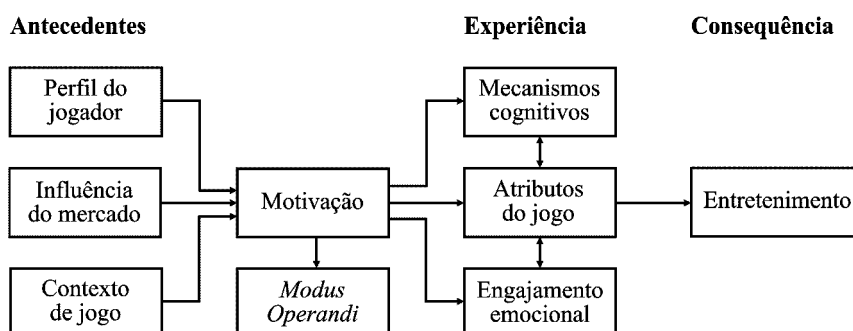 Antecedentes
Experiência
Consequência
Perfil do
jogador
Mecanismos
cognitivos
Influência
do mercado
Motivação
Atributos
do jogo
Entretenimento
Contexto
de jogo
Modus
Operandi
Engajamento
emocional